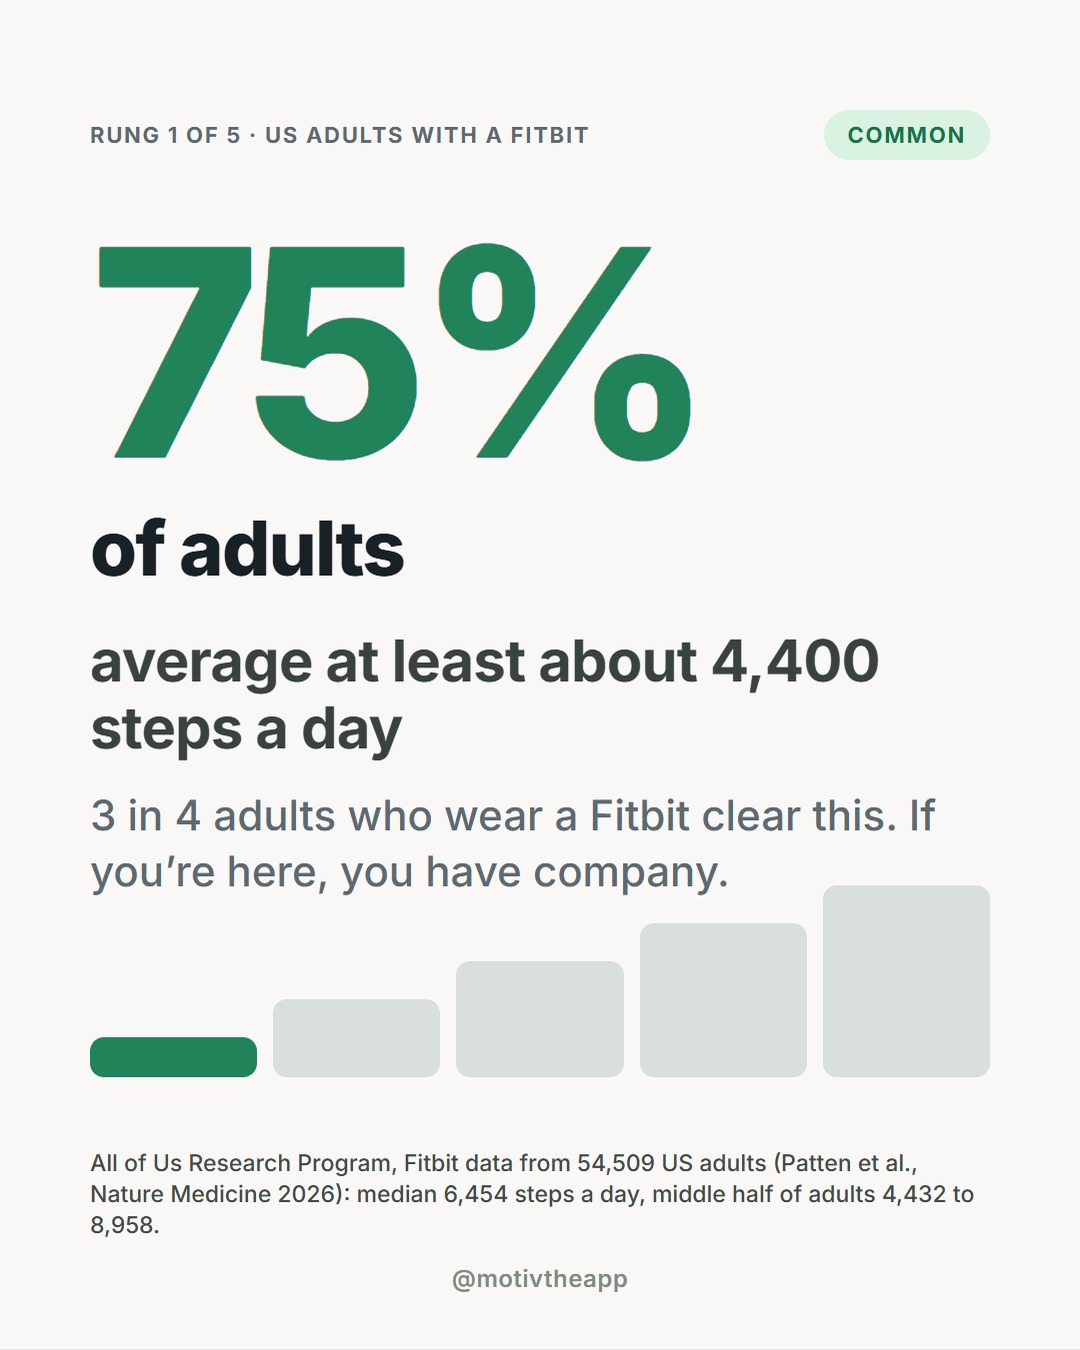 RUNG 1 OF 5 · US ADULTS WITH A FITBIT
COMMON
75%
of adults
average at least about 4,400
steps a day
3 in 4 adults who wear a Fitbit clear this. If
you’re here, you have company.
All of Us Research Program, Fitbit data from 54,509 US adults (Patten et al.,
Nature Medicine 2026): median 6,454 steps a day, middle half of adults 4,432 to
8,958.
@motivtheapp